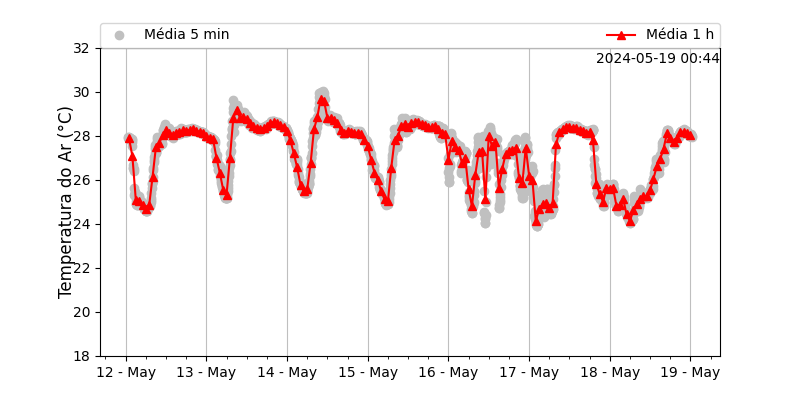 Média 5 min
Média 1 h
2024-05-19 00:44
Temperatura do Ar (°C)
32
30
28
26
24
22
20
18
12 - May
13 - May
14 - May
15 - May
16 - May
17 - May
18 - May
19 - May